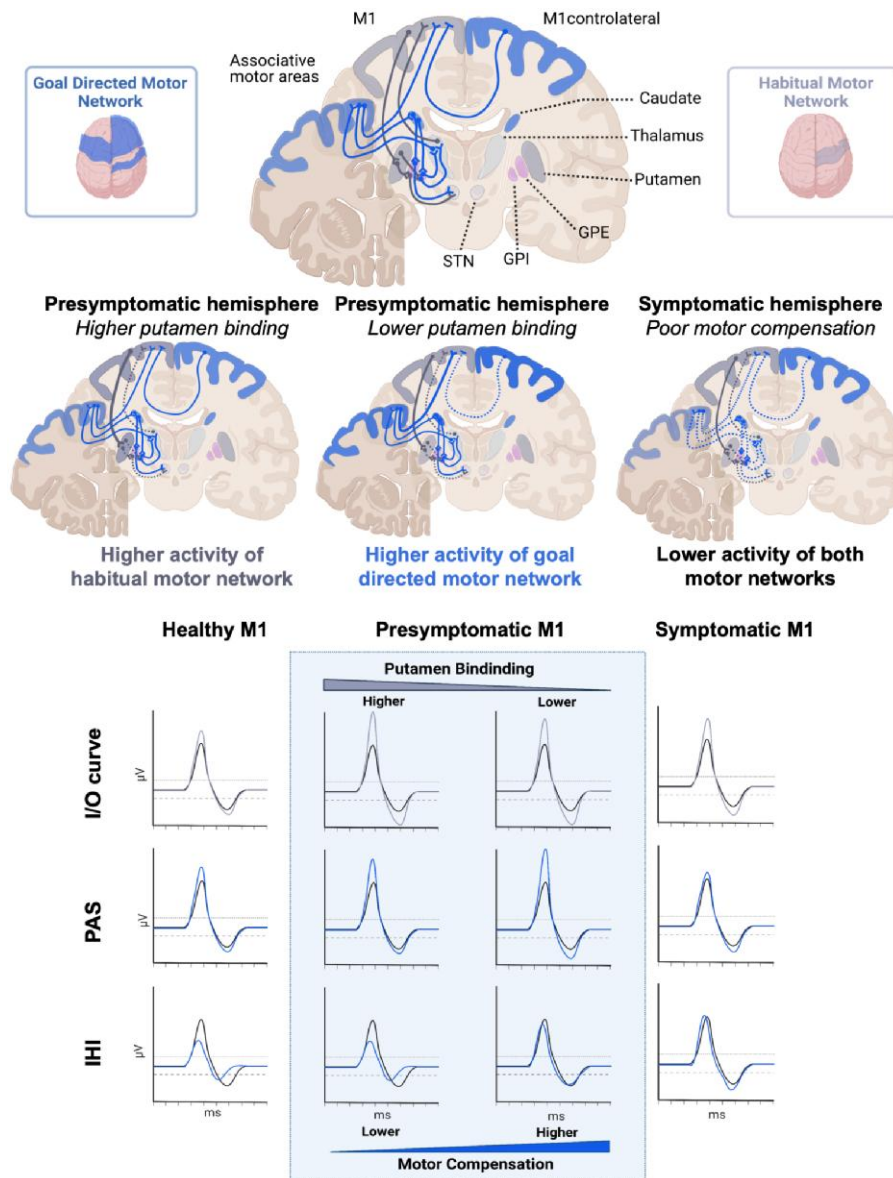 M1
M1controlateral
Associative
motor areas
Goal Directed Motor
Network
Habitual Motor
Network
Caudate
Thalamus
Putamen
GPE
GPI
STN
Presymptomatic hemisphere
Higher putamen binding
Presymptomatic hemisphere
Lower putamen binding
Symptomatic hemisphere
Poor motor compensation
Higher activity of
habitual motor network
Higher activity of goal
directed motor network
Lower activity of both
motor networks
Healthy M1
Presymptomatic M1
Symptomatic M1
Putamen Bindinding
Higher
Lower
I/O curve
µV
PAS
µV
IHI
µV
ms
ms
ms
ms
Lower
Higher
Motor Compensation